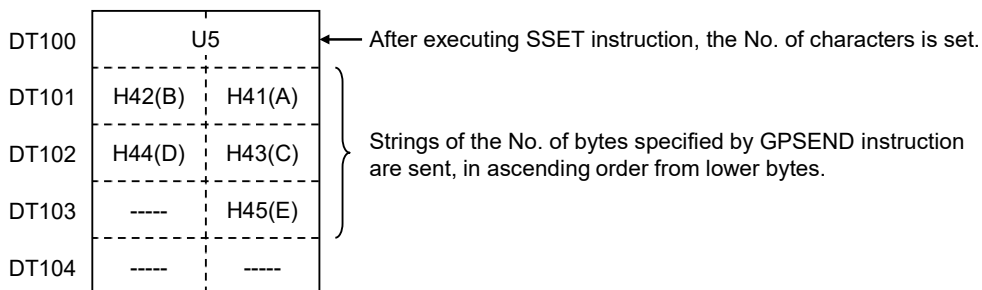 DT100 U5 After executing SSET instruction, the No. of characters is set.
DT101 H42(B) H41(A)
Strings of the No. of bytes specified by GPSEND instruction
DT102 H44(D) H43(C)
are sent, in ascending order from lower bytes.
DT103 ----- H45(E)
DT104 ----- -----